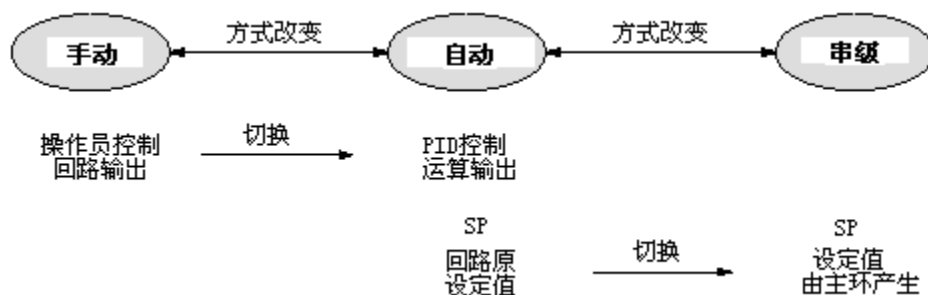 手动 方式改变 自动 方式改变 串级
操作员控制
回路输出
切换
PID控制
运算输出
SP
回路原
设定值
切换
SP
设定值
由主环产生